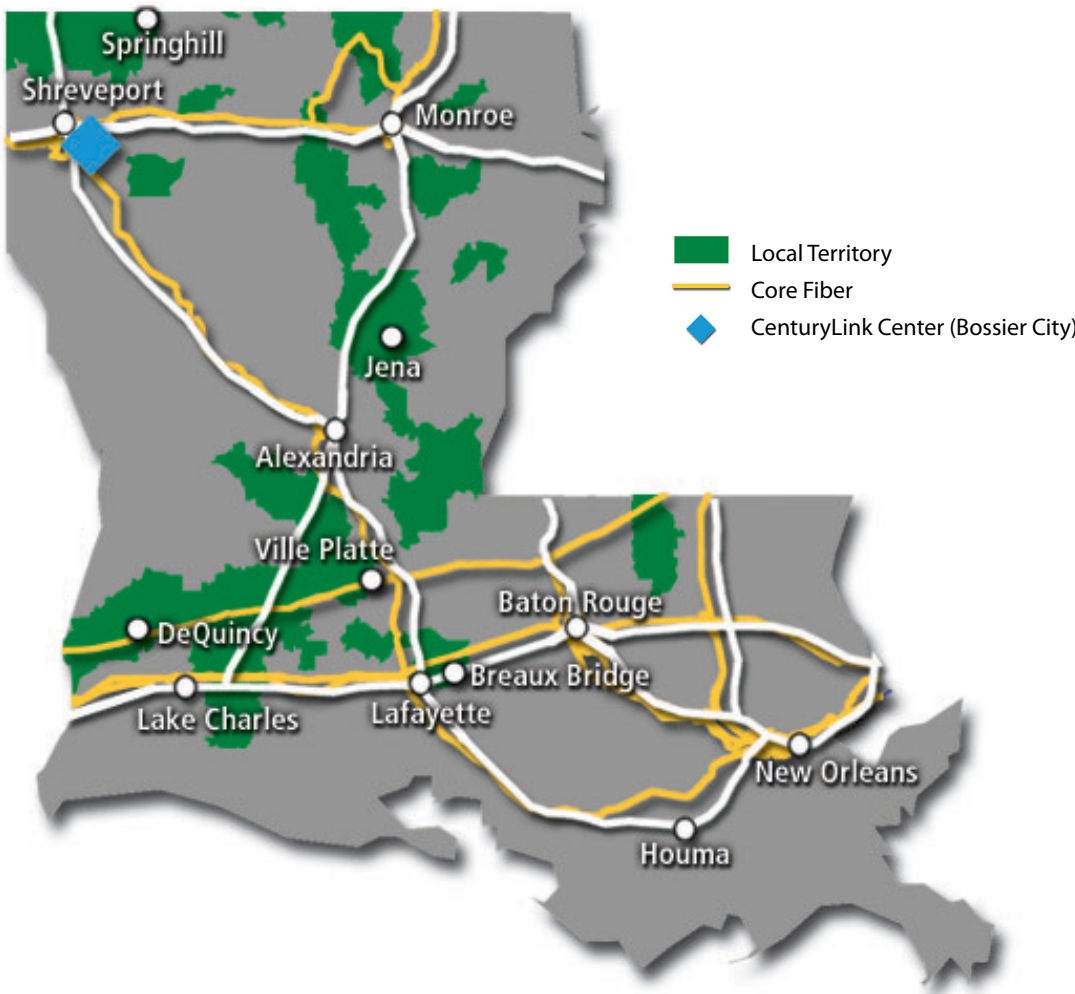 Springhill
Shreveport
Monroe
Local Territory
Core Fiber
CenturyLink Center (Bossier City)
Jena
Alexandria
Ville Platte
Baton Rouge
DeQuincy
Breaux Bridge
Lake Charles
Lafayette
New Orleans
Houma